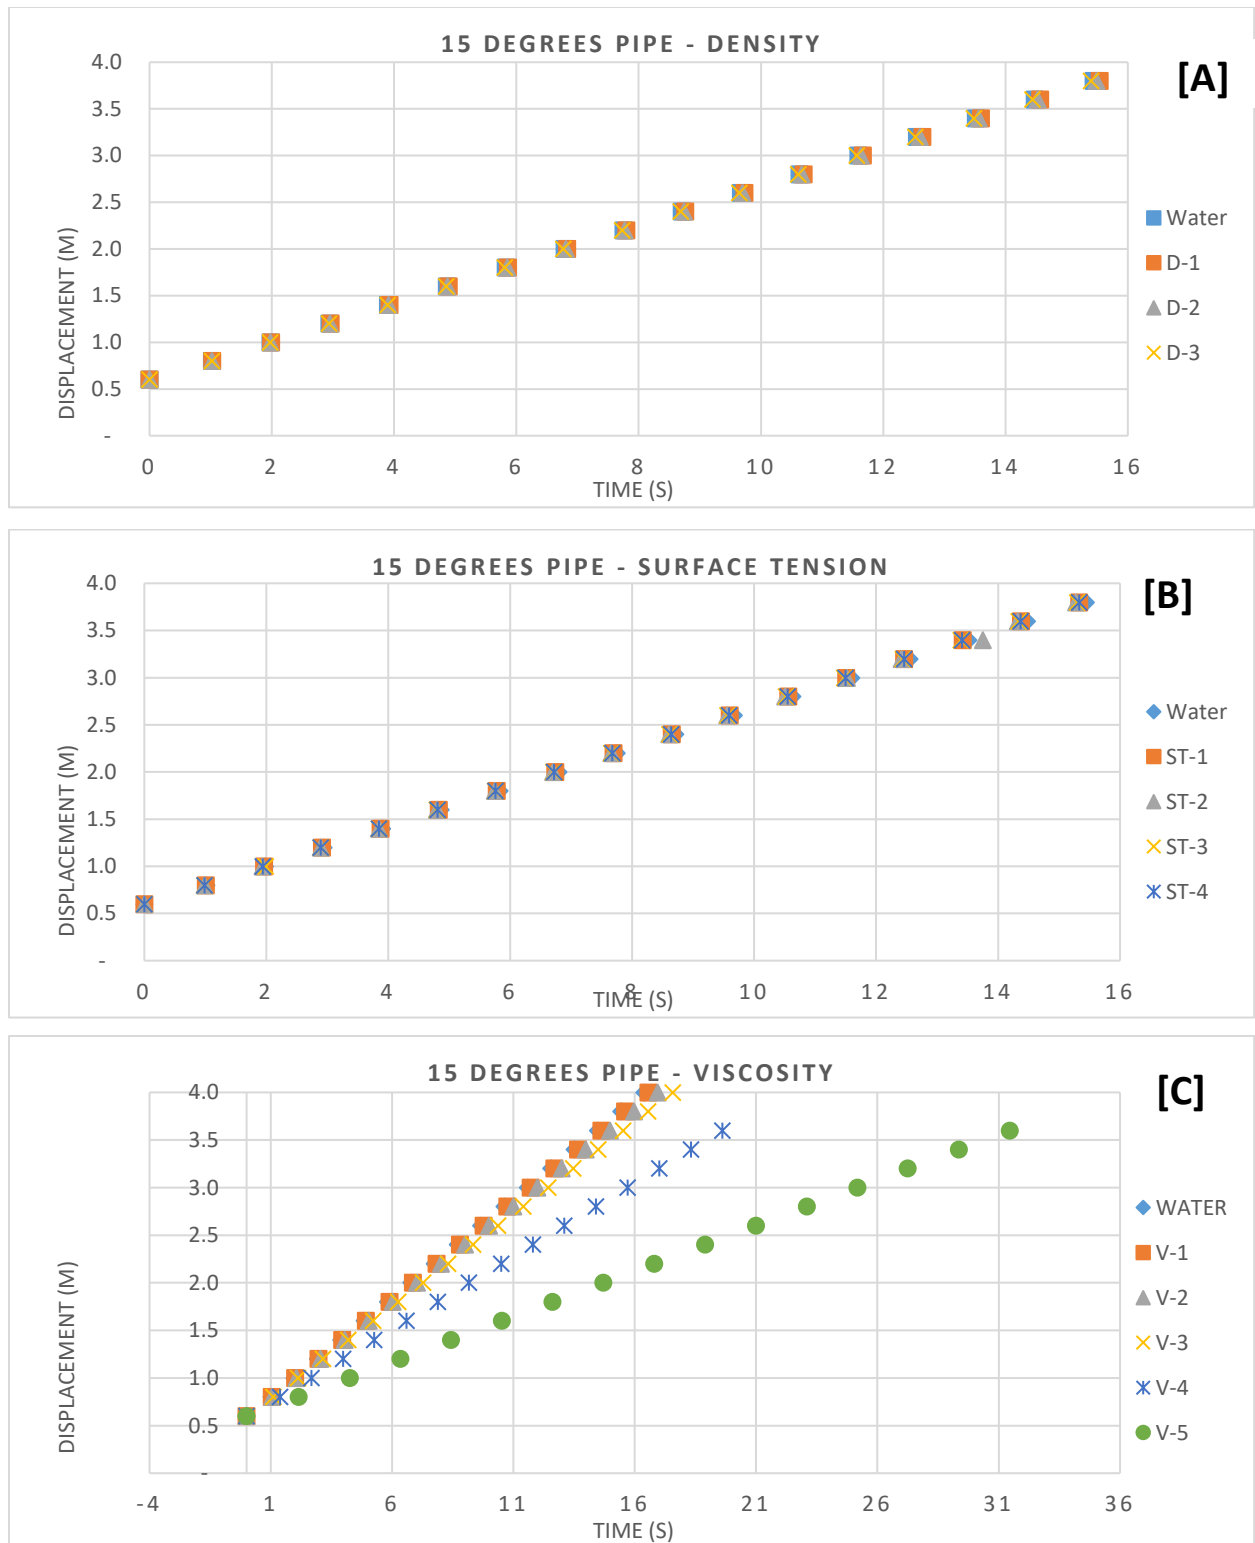 15 DEGREES PIPE - DENSITY
[A]
DISPLACEMENT (M)
4.0
3.5
3.0
2.5
2.0
1.5
1.0
0.5
-
0 2 4 6 8 10 12 14 16
TIME (S)
Water
D-1
D-2
D-3
15 DEGREES PIPE - SURFACE TENSION
[B]
DISPLACEMENT (M)
4.0
3.5
3.0
2.5
2.0
1.5
1.0
0.5
-
0 2 4 6 8 10 12 14 16
TIME (S)
Water
ST-1
ST-2
ST-3
ST-4
15 DEGREES PIPE - VISCOSITY
[C]
DISPLACEMENT (M)
4.0
3.5
3.0
2.5
2.0
1.5
1.0
0.5
-
-4 1 6 11 16 21 26 31 36
TIME (S)
WATER
V-1
V-2
V-3
V-4
V-5